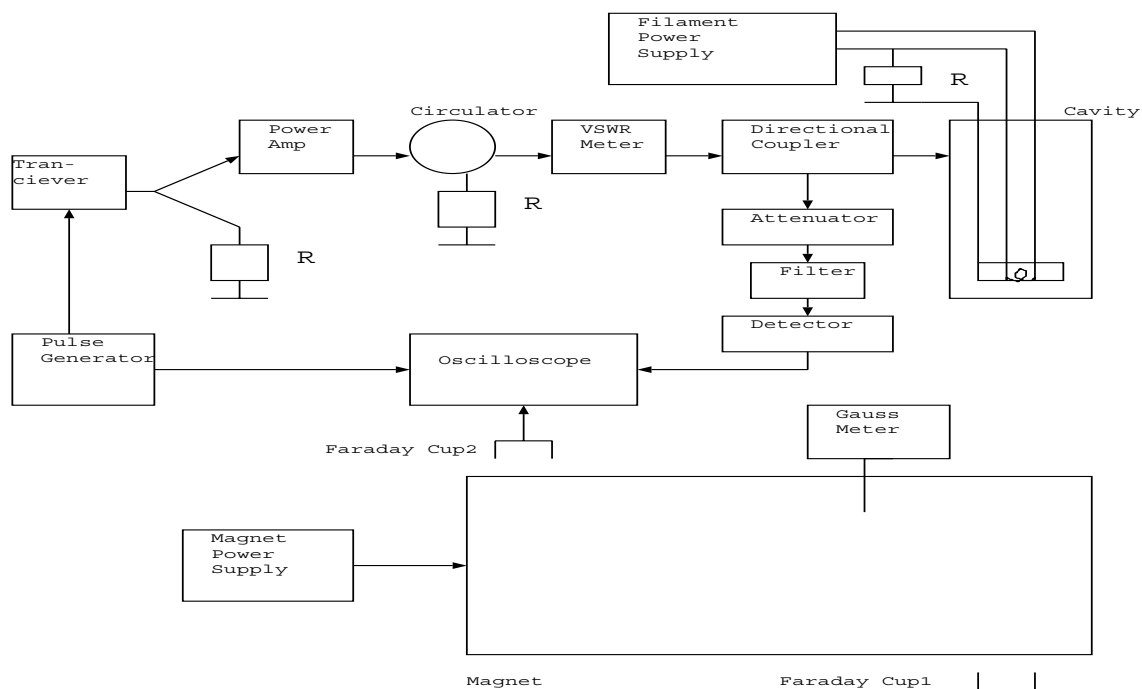 Filament
Power
Supply
R
Circulator
Cavity
Power
Amp
VSWR
Meter
Directional
Coupler
Tran-
ciever
R
Attenuator
R
Filter
Detector
Pulse
Generator
Oscilloscope
Gauss
Meter
Faraday Cup2
Magnet
Power
Supply
Magnet
Faraday Cup1